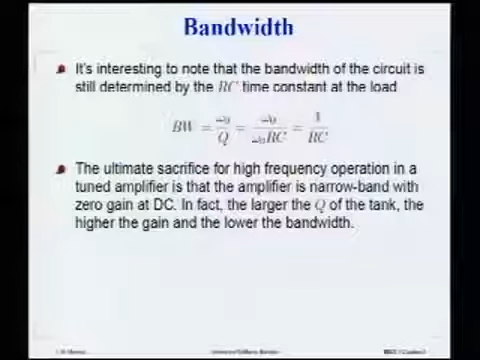 Bandwidth
It's interesting to note that the bandwidth of the circuit is
still determined by the RC time constant at the load
BW = ω0/Q = ω0/ω0RC = 1/RC
The ultimate sacrifice for high frequency operation in a
tuned amplifier is that the amplifier is narrow-band with
zero gain at DC. In fact, the larger the Q of the tank, the
higher the gain and the lower the bandwidth.